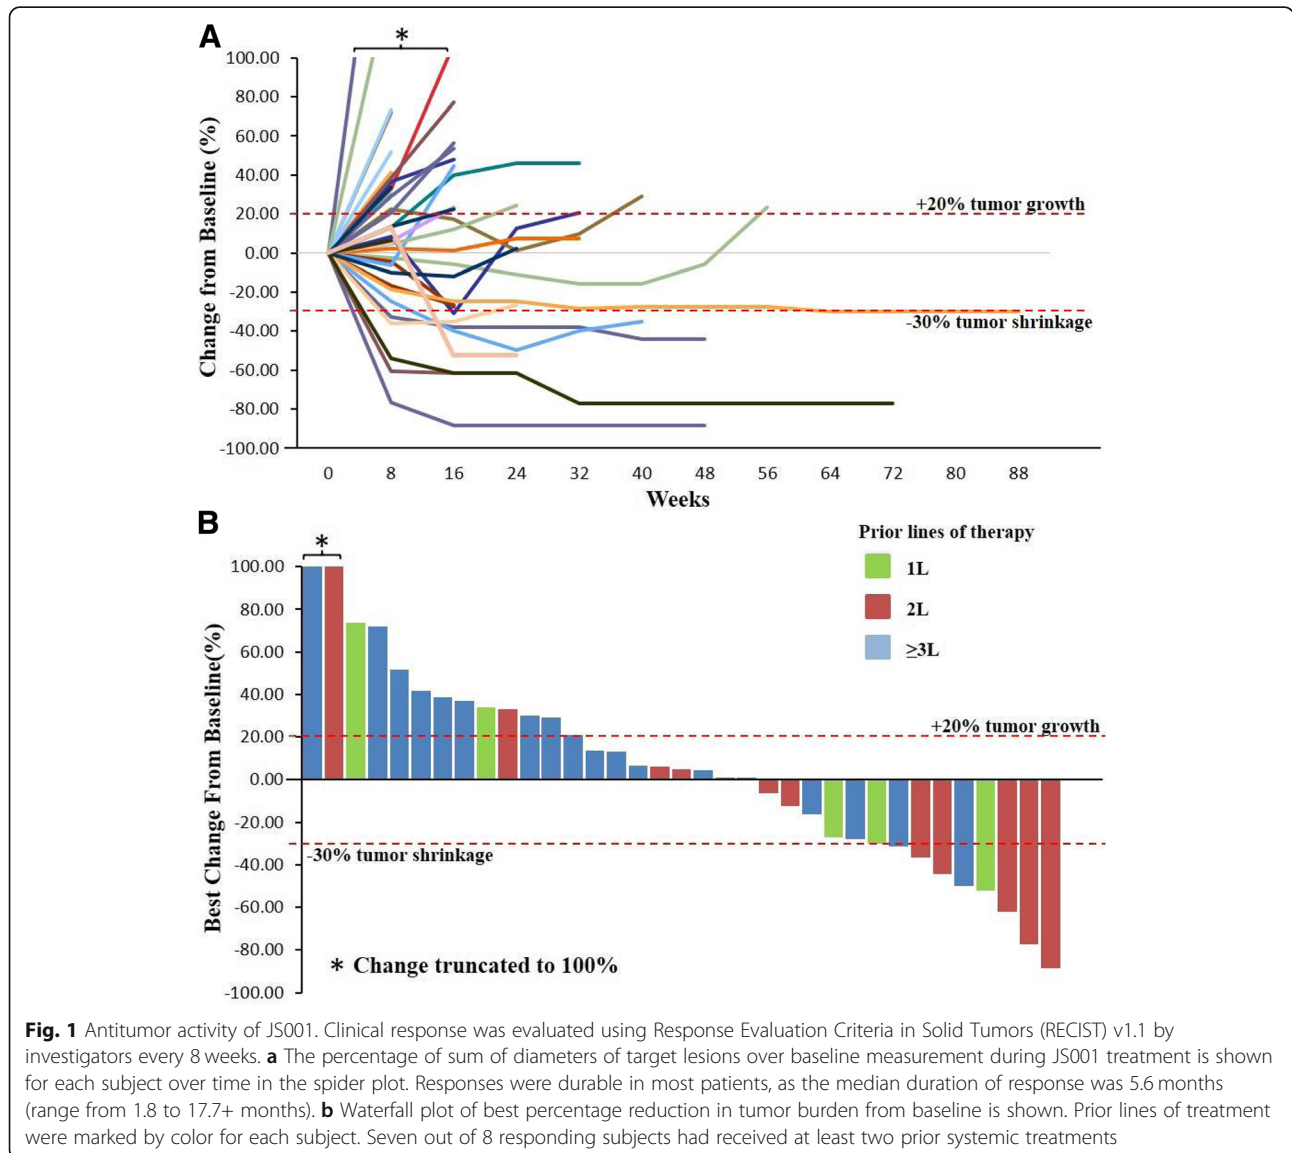 A
*
100.00
80.00
60.00
40.00
20.00
0.00
-20.00
-40.00
-60.00
-80.00
-100.00
Change from Baseline (%)
+20% tumor growth
-30% tumor shrinkage
0 8 16 24 32 40 48 56 64 72 80 88
Weeks
B
*
Prior lines of therapy
1L
2L
≥3L
100.00
80.00
60.00
40.00
20.00
0.00
-20.00
-40.00
-60.00
-80.00
-100.00
Best Change From Baseline(%)
+20% tumor growth
-30% tumor shrinkage
* Change truncated to 100%
Fig. 1 Antitumor activity of JS001. Clinical response was evaluated using Response Evaluation Criteria in Solid Tumors (RECIST) v1.1 by
investigators every 8 weeks. a The percentage of sum of diameters of target lesions over baseline measurement during JS001 treatment is shown
for each subject over time in the spider plot. Responses were durable in most patients, as the median duration of response was 5.6 months
(range from 1.8 to 17.7+ months). b Waterfall plot of best percentage reduction in tumor burden from baseline is shown. Prior lines of treatment
were marked by color for each subject. Seven out of 8 responding subjects had received at least two prior systemic treatments